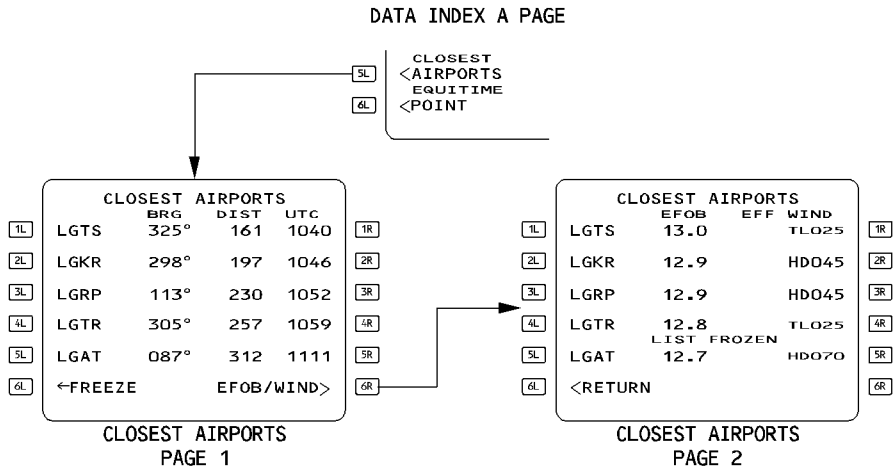 DATA INDEX A PAGE
CLOSEST
5L <AIRPORTS
EQUITIME
6L <POINT
CLOSEST AIRPORTS
BRG DIST UTC
1L LGTS 325° 161 1040 1R
2L LGKR 298° 197 1046 2R
3L LGRP 113° 230 1052 3R
4L LGTR 305° 257 1059 4R
5L LGAT 087° 312 1111 5R
6L ←FREEZE EFOB/WIND> 6R
CLOSEST AIRPORTS
PAGE 1
CLOSEST AIRPORTS
EFOB EFF WIND
1L LGTS 13.0 TL025 1R
2L LGKR 12.9 HD045 2R
3L LGRP 12.9 HD045 3R
4L LGTR 12.8 TL025 4R
LIST FROZEN
5L LGAT 12.7 HD070 5R
6L <RETURN 6R
CLOSEST AIRPORTS
PAGE 2